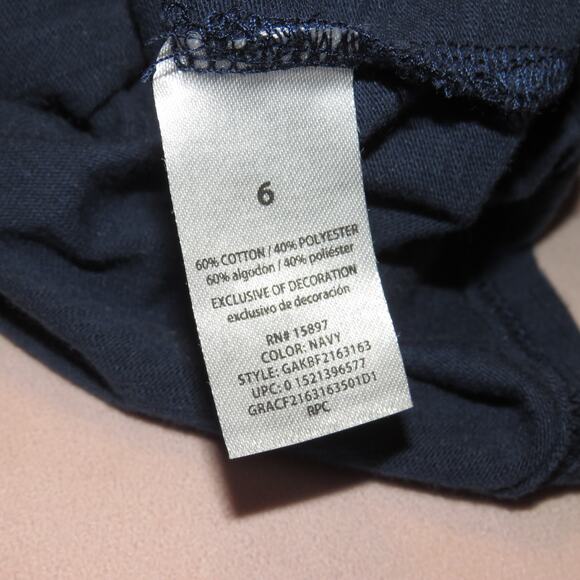 6
60% COTTON / 40% POLYESTER
60% algodón / 40% poliéster
EXCLUSIVE OF DECORATION
exclusivo de decoración
RN# 15897
COLOR: NAVY
STYLE: GAKBF2163163
UPC: 0 1521396577
GRACF2163163501D1
RPC